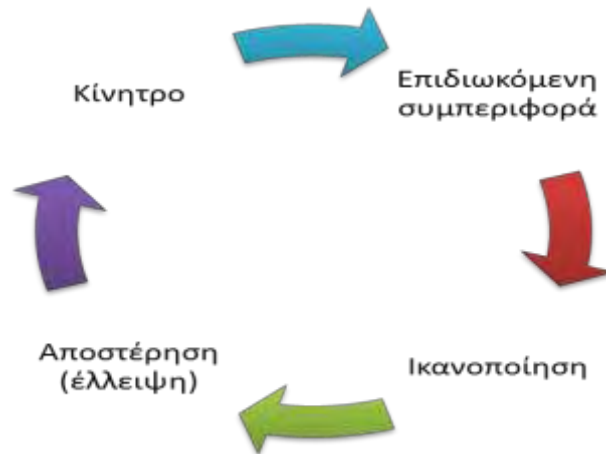 Κίνητρο
Επιδιωκόμενη
συμπεριφορά
Ικανοποίηση
Αποστέρηση
(έλλειψη)